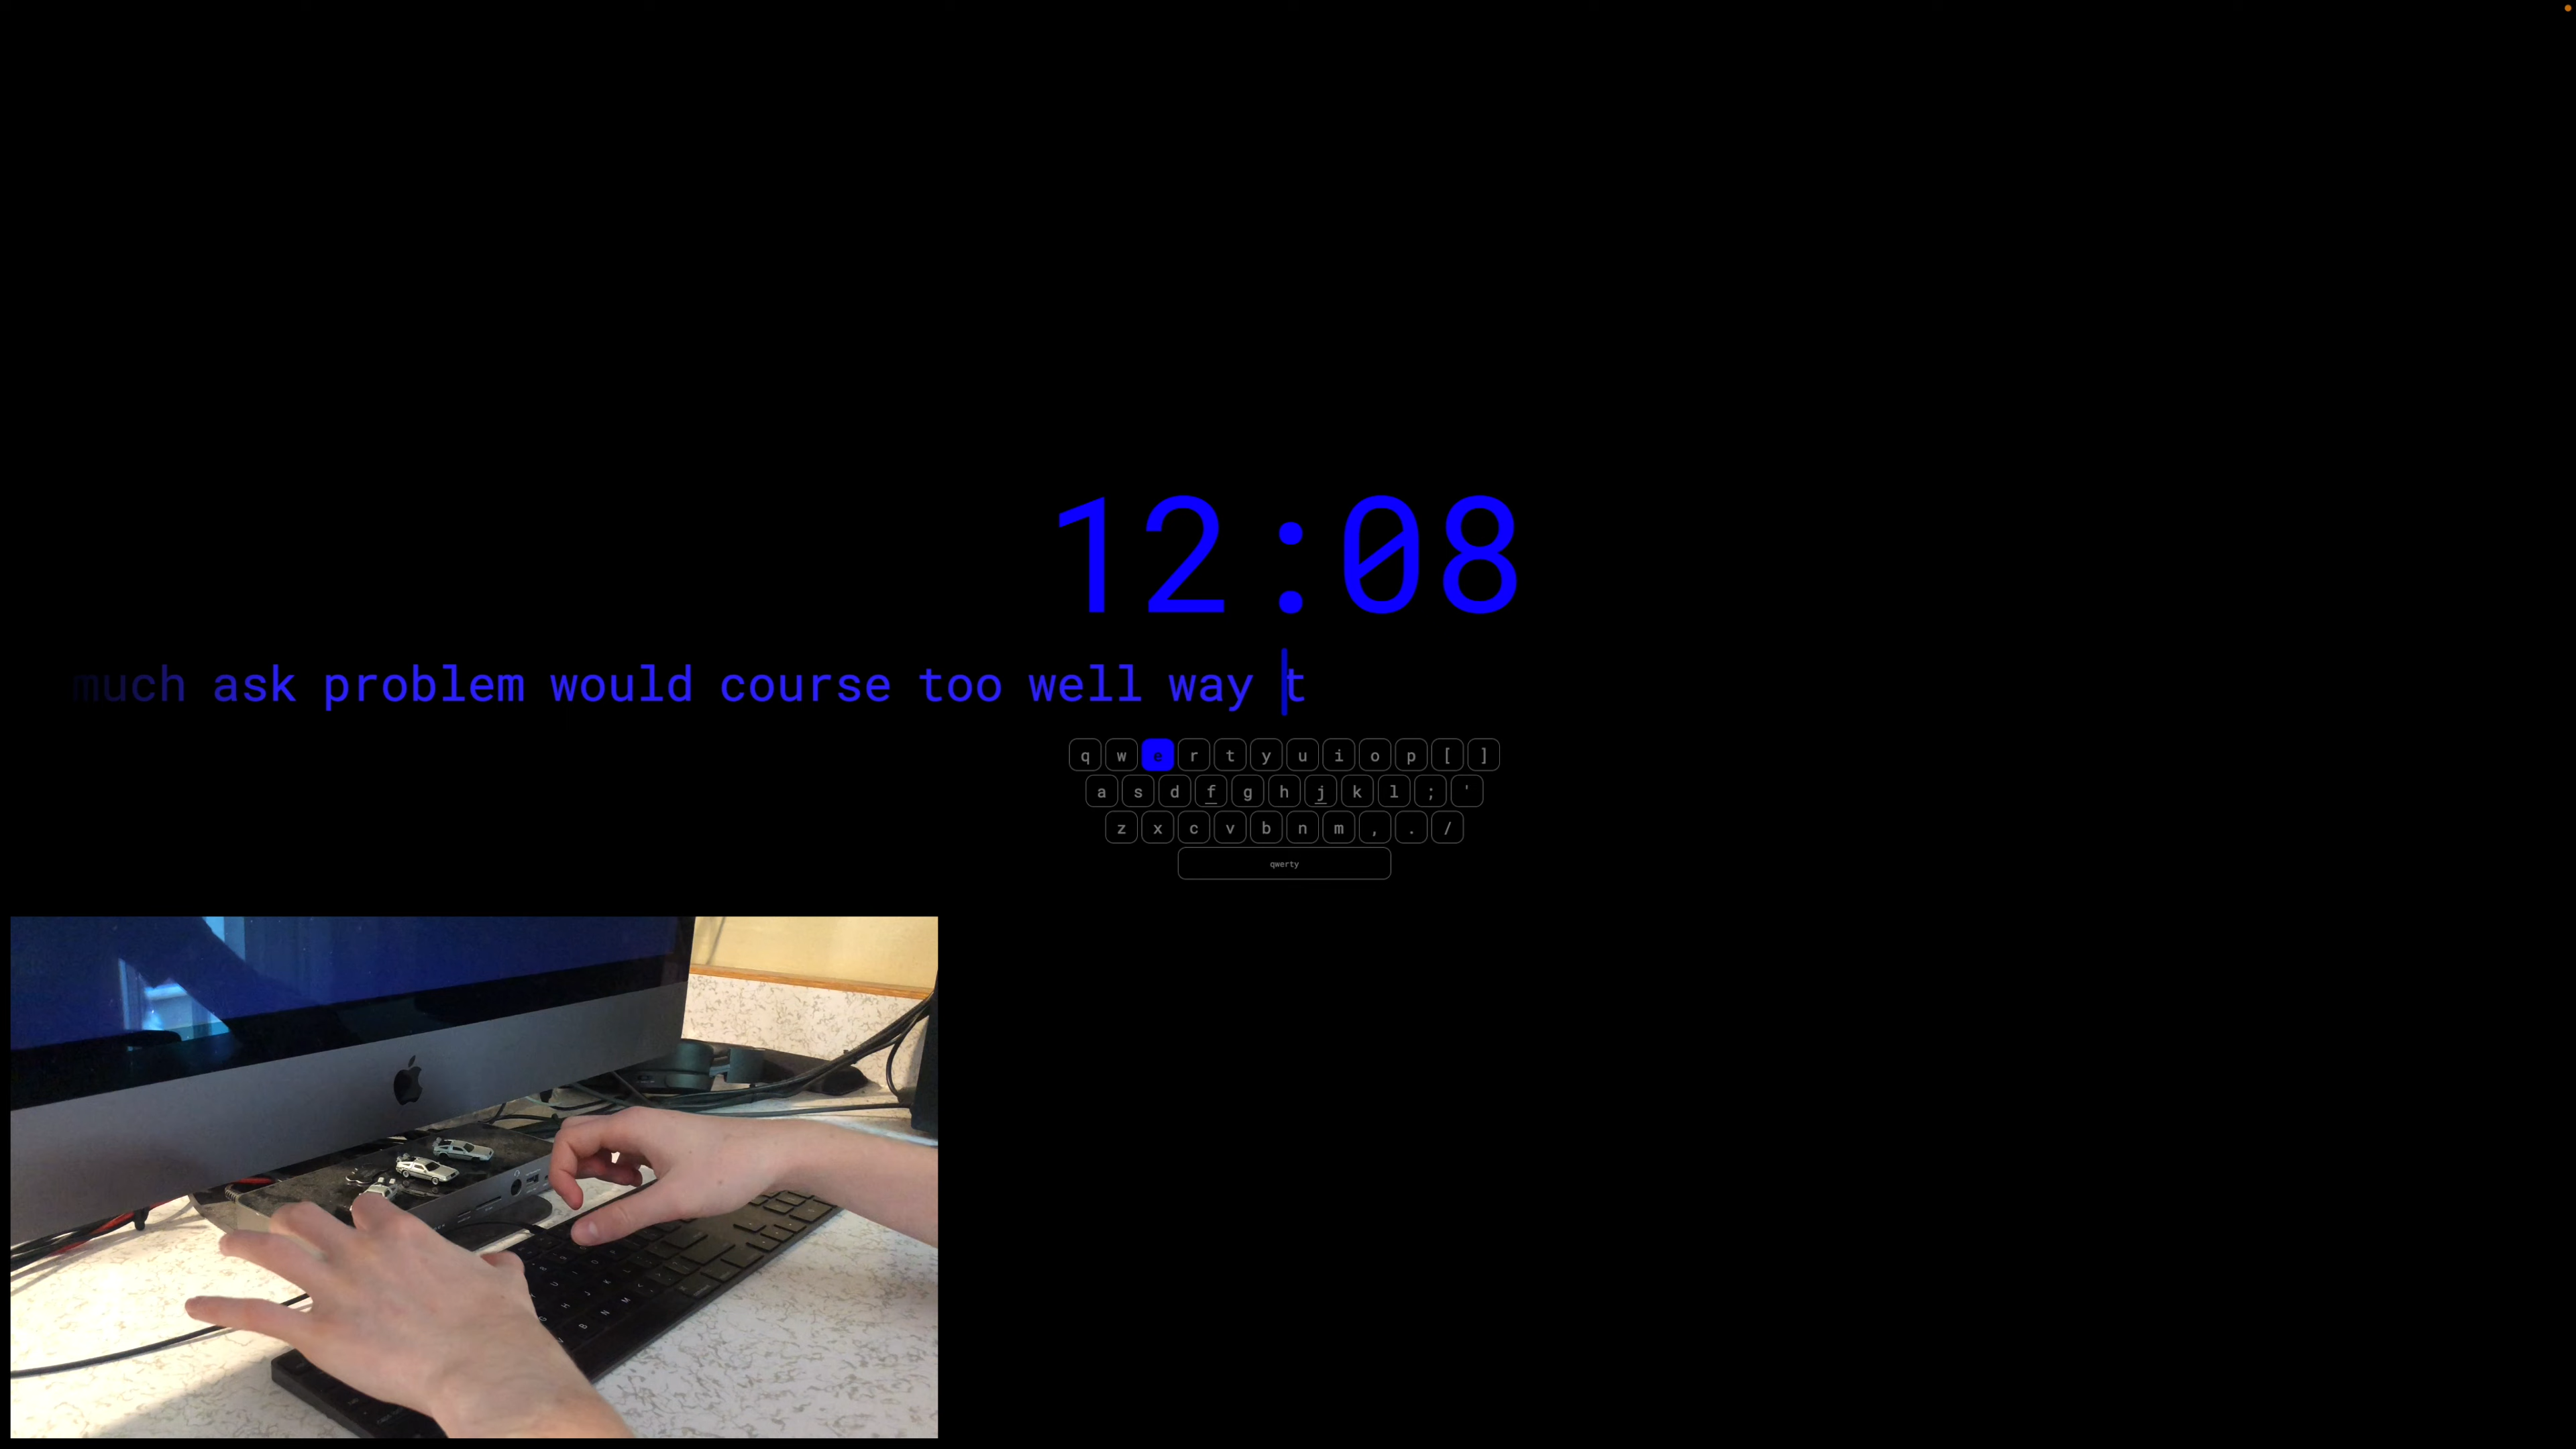 12:08
much ask problem would course too well way t
q w e r t y u i o p [ ]
a s d f g h j k l ; '
z x c v b n m , . /
qwerty